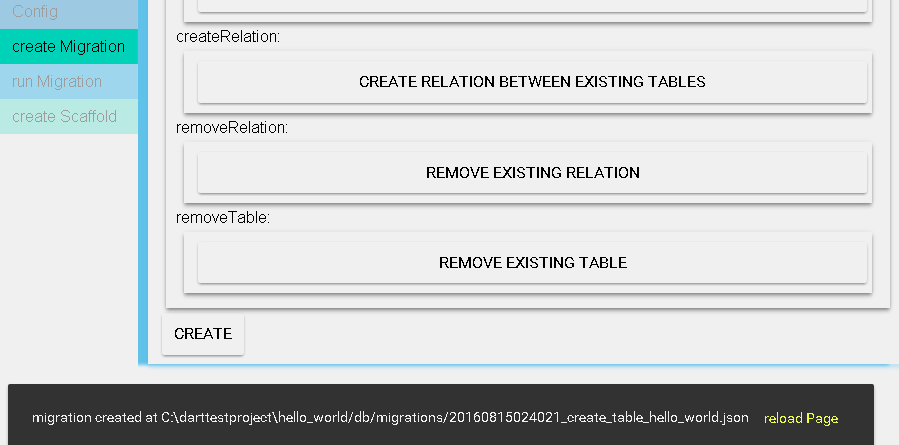 Config
create Migration
run Migration
create Scaffold
createRelation:
CREATE RELATION BETWEEN EXISTING TABLES
removeRelation:
REMOVE EXISTING RELATION
removeTable:
REMOVE EXISTING TABLE
CREATE
migration created at C:\darttestproject\hello_world/db/migrations/20160815024021_create_table_hello_world.json reload Page